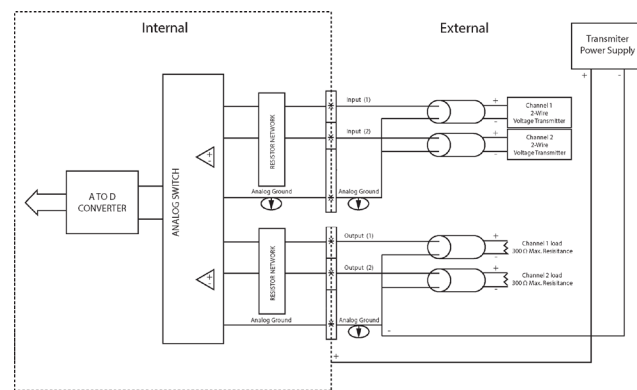 Internal
External
Transmiter
Power Supply
+
-
Input (1)
+
-
Channel 1
2-Wire
Voltage Transmitter
Input (2)
+
-
Channel 2
2-Wire
Voltage Transmitter
RESISTOR NETWORK
ANALOG SWITCH
+
-
A TO D
CONVERTER
Analog Ground
Analog Ground
Output (1)
+
-
Channel 1 load
300 Ω Max. Resistance
Output (2)
+
-
Channel 2 load
300 Ω Max. Resistance
RESISTOR NETWORK
+
-
Analog Ground
Analog Ground
-
+